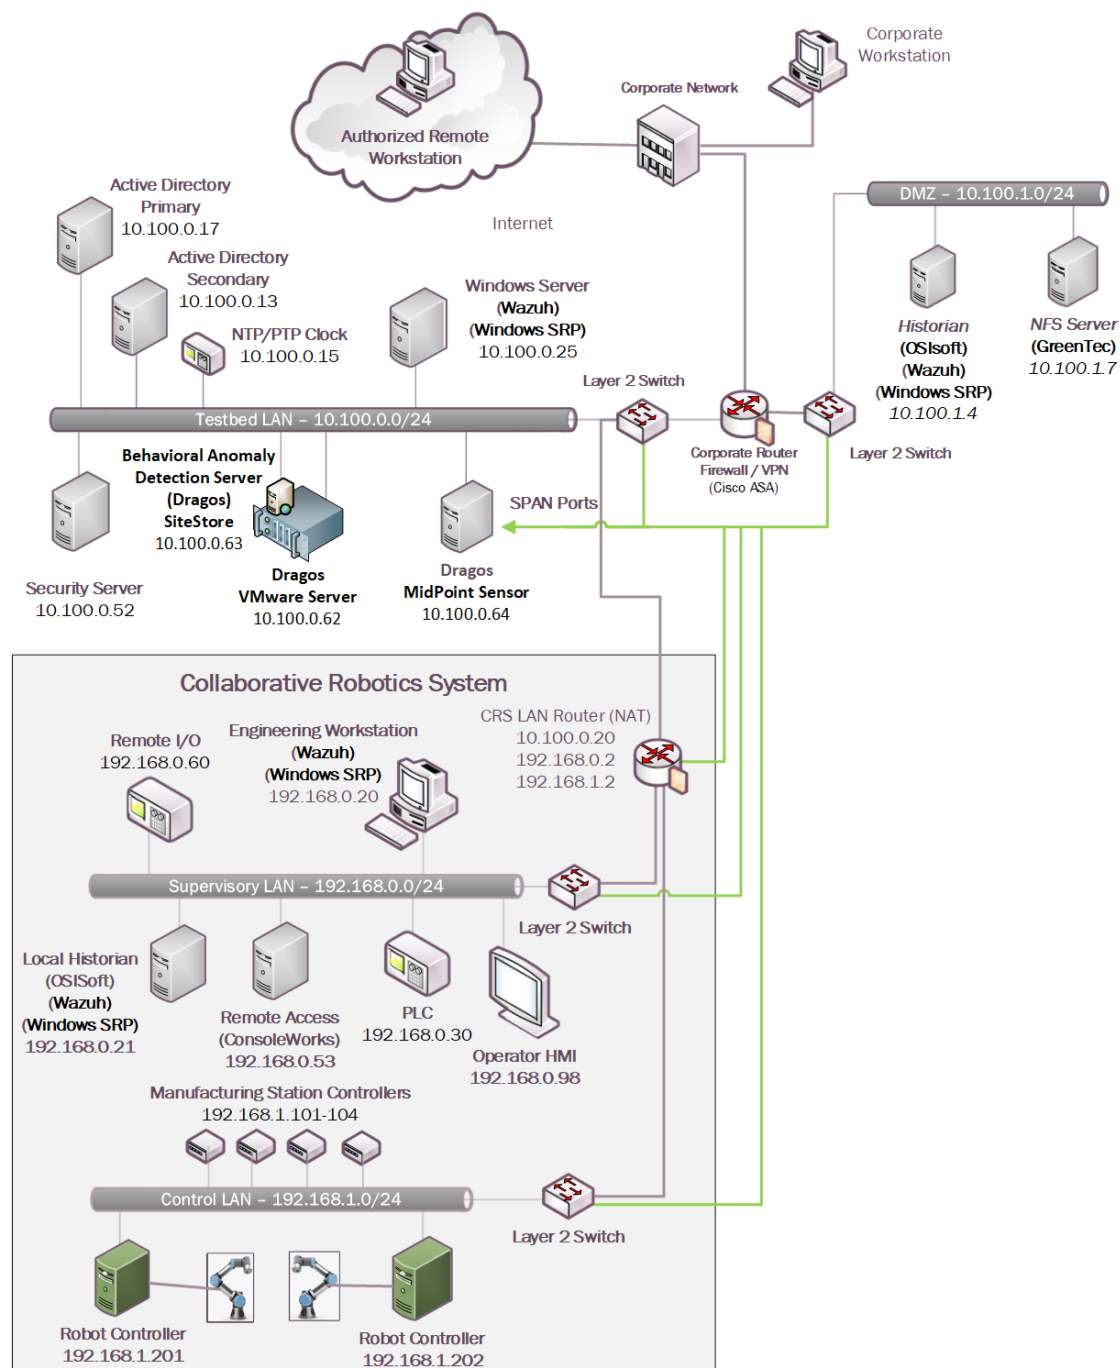 Corporate
Workstation
Corporate Network
Authorized Remote
Workstation
Internet
DMZ – 10.100.1.0/24
Active Directory
Primary
10.100.0.17
Active Directory
Secondary
10.100.0.13
NTP/PTP Clock
10.100.0.15
Windows Server
(Wazuh)
(Windows SRP)
10.100.0.25
Historian
(OSIsoft)
(Wazuh)
(Windows SRP)
10.100.1.4
NFS Server
(GreenTec)
10.100.1.7
Layer 2 Switch
Testbed LAN – 10.100.0.0/24
Corporate Router
Firewall / VPN
(Cisco ASA)
Layer 2 Switch
Behavioral Anomaly
Detection Server
(Dragos)
SiteStore
10.100.0.63
SPAN Ports
Security Server
10.100.0.52
Dragos
VMware Server
10.100.0.62
Dragos
MidPoint Sensor
10.100.0.64
Collaborative Robotics System
CRS LAN Router (NAT)
10.100.0.20
192.168.0.2
192.168.1.2
Remote I/O
192.168.0.60
Engineering Workstation
(Wazuh)
(Windows SRP)
192.168.0.20
Supervisory LAN – 192.168.0.0/24
Layer 2 Switch
Local Historian
(OSISoft)
(Wazuh)
(Windows SRP)
192.168.0.21
Remote Access
(ConsoleWorks)
192.168.0.53
PLC
192.168.0.30
Operator HMI
192.168.0.98
Manufacturing Station Controllers
192.168.1.101-104
Control LAN – 192.168.1.0/24
Layer 2 Switch
Robot Controller
192.168.1.201
Robot Controller
192.168.1.202